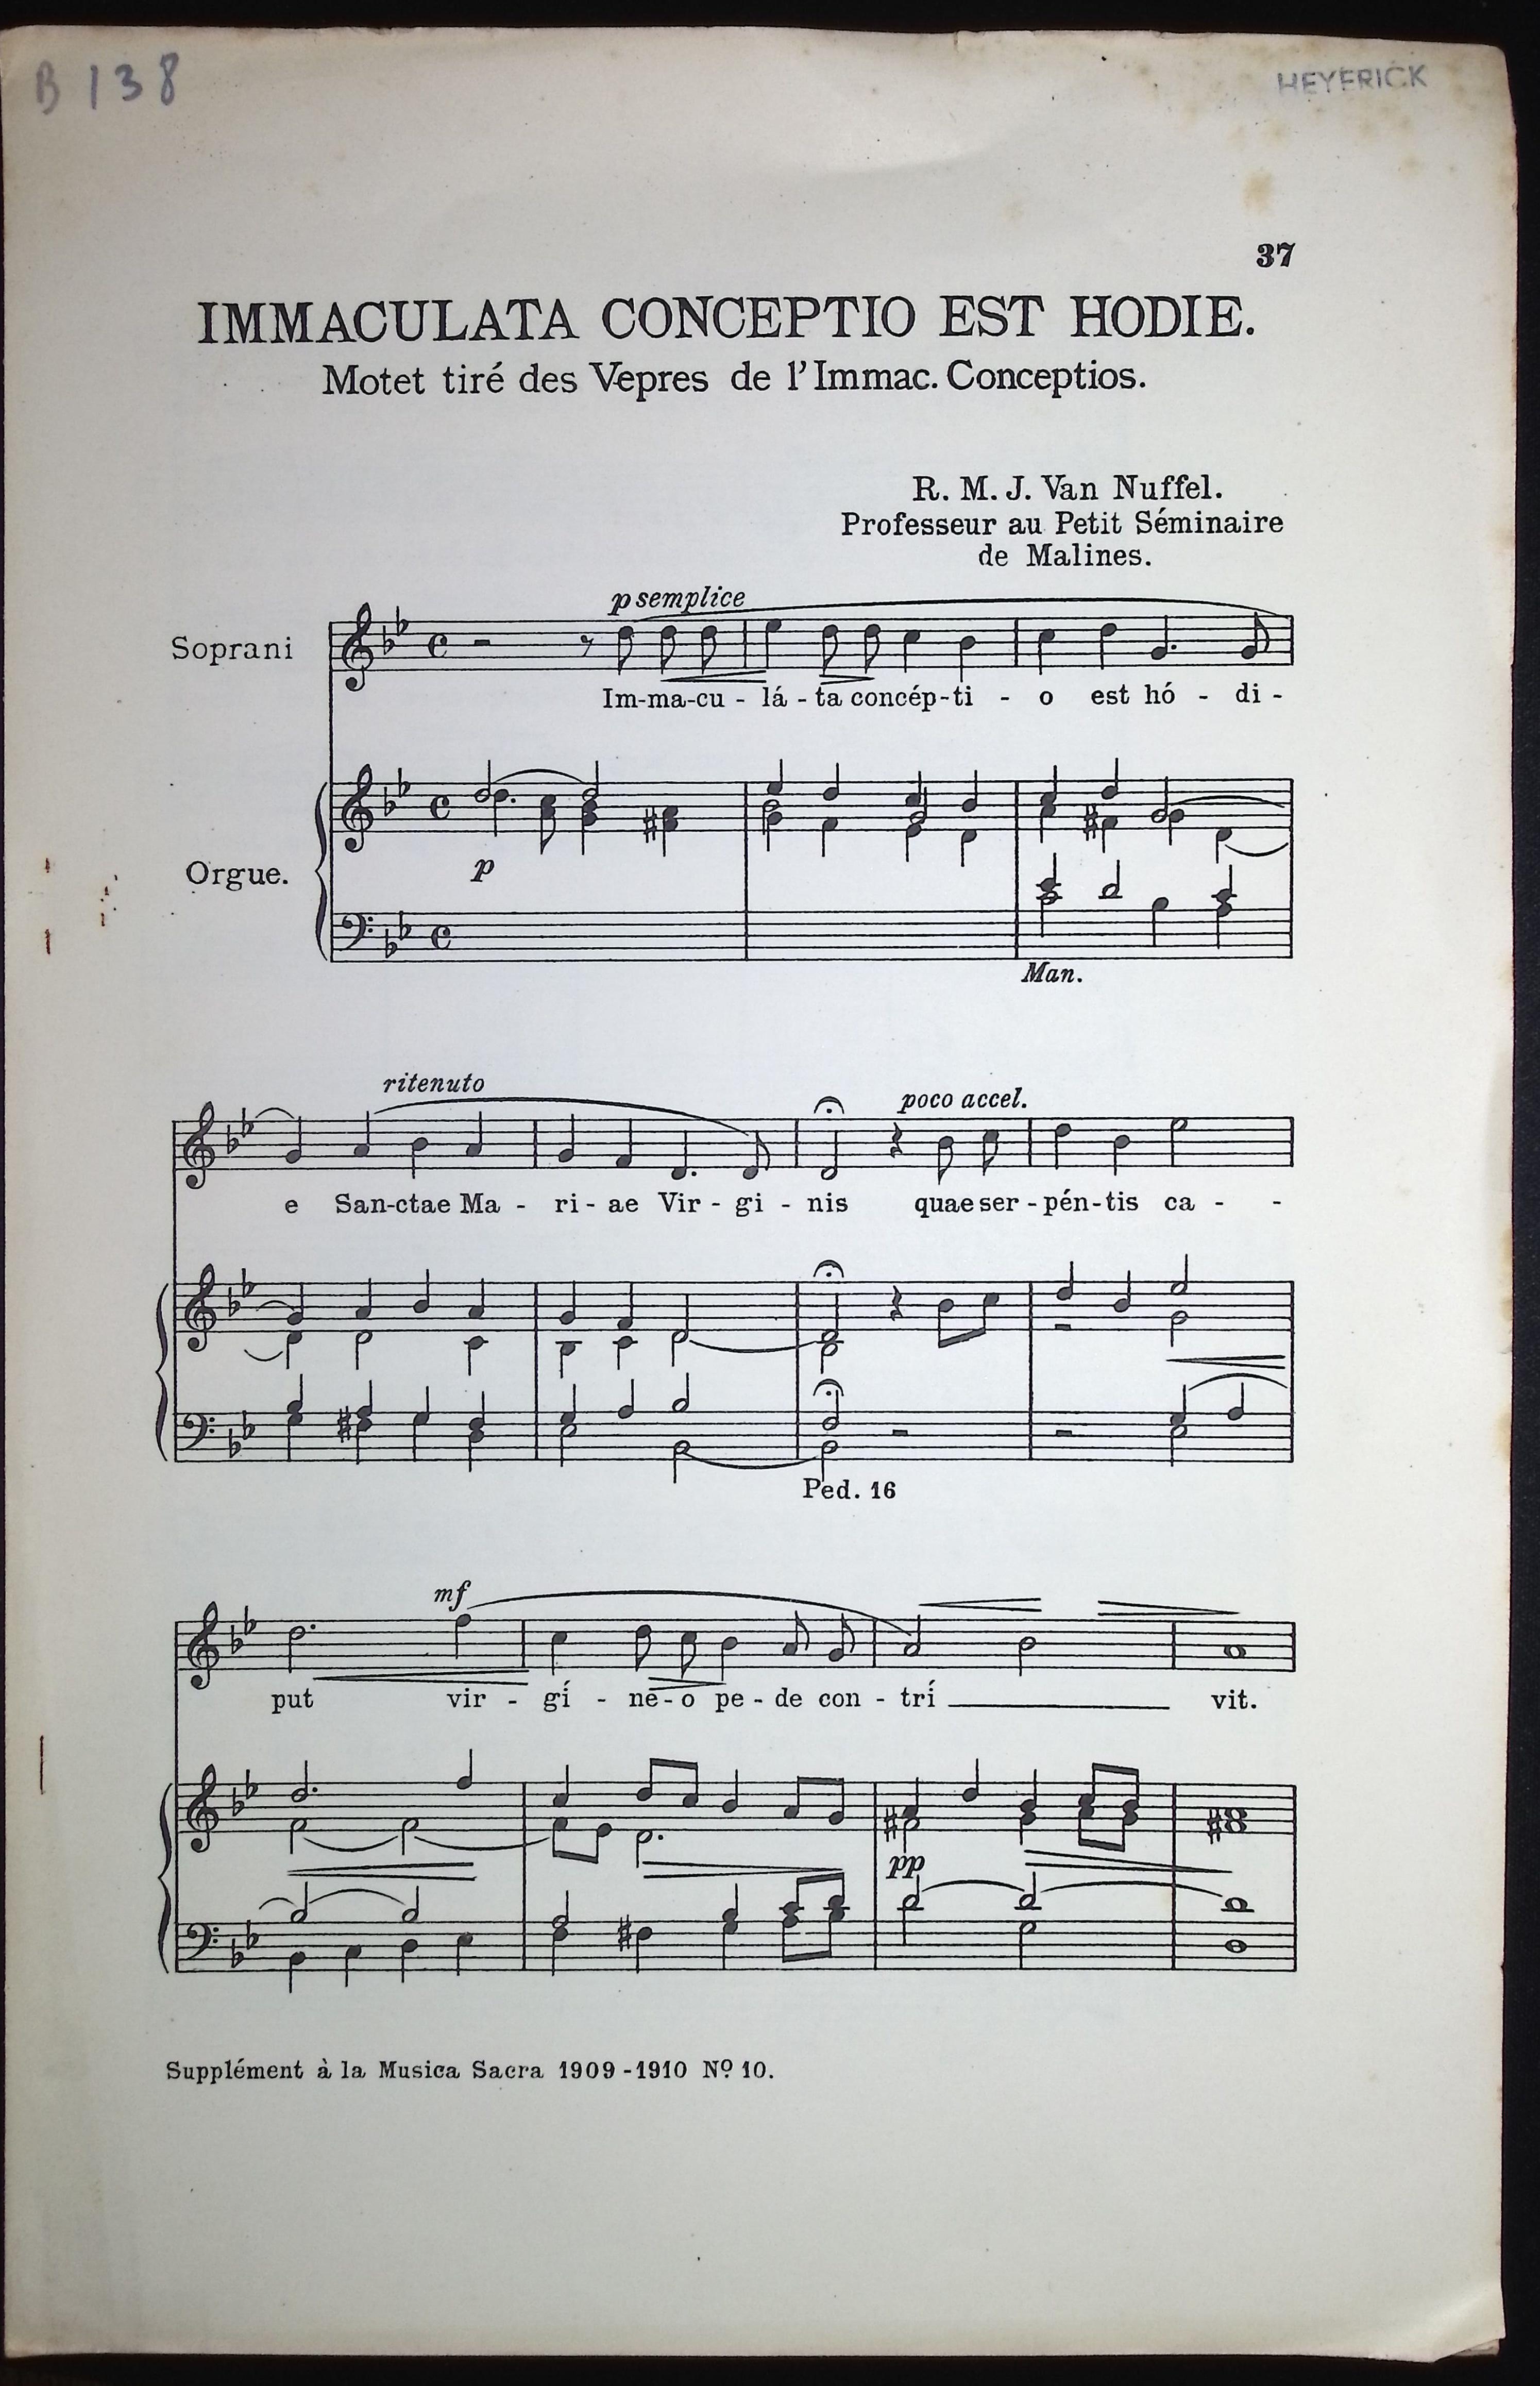 B 138
HEYERICK
37
IMMACULATA CONCEPTIO EST HODIE.
Motet tiré des Vepres de l'Immac. Conceptios.
R. M. J. Van Nuffel.
Professeur au Petit Séminaire
de Malines.
p semplice
Soprani
Im-ma-cu - lá - ta concép-ti - o est hó - di -
Orgue.
p
Man.
ritenuto
poco accel.
e San-ctae Ma - ri - ae Vir - gi - nis quae ser - pén-tis ca - -
Ped. 16
mf
put vir - gí - ne-o pe - de con - trí vit.
pp
Supplément à la Musica Sacra 1909-1910 Nº 10.